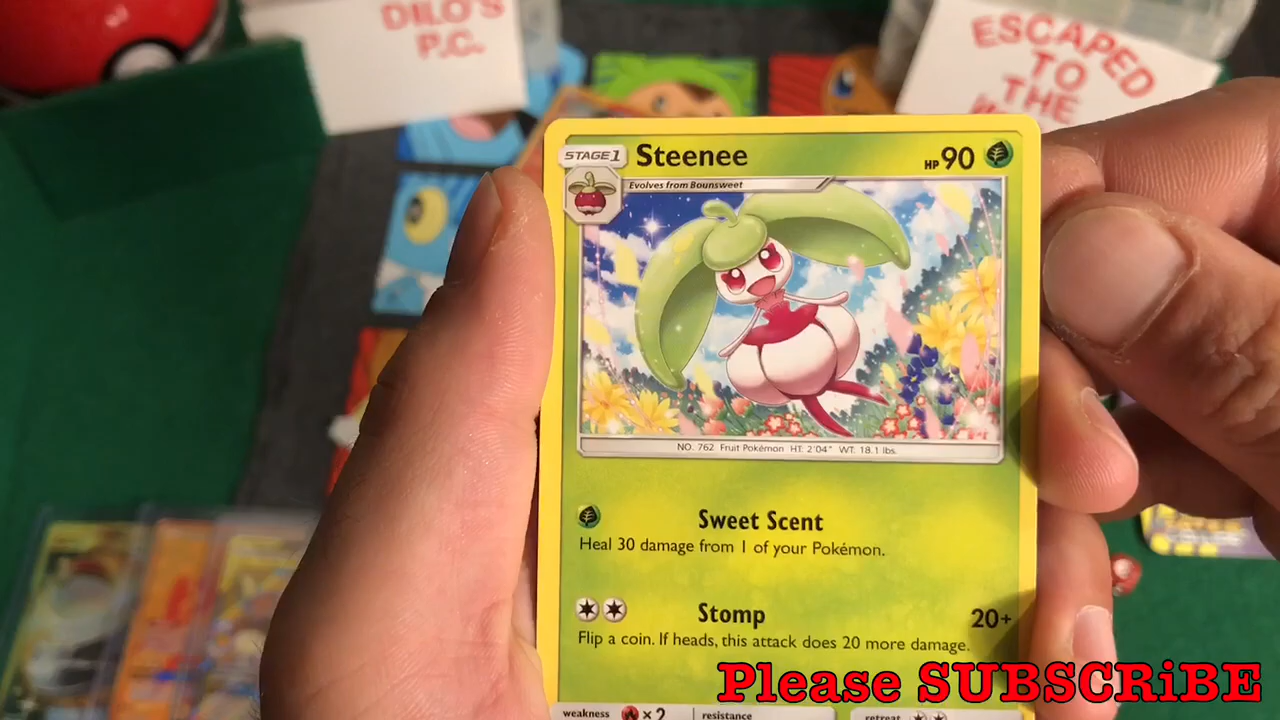 DILO'S
P.C.
ESCAPED
TO
THE
STAGE 1
Steenee
HP 90
Evolves from Bounsweet
NO. 762 Fruit Pokémon HT: 2'04" WT: 18.1 lbs.
Sweet Scent
Heal 30 damage from 1 of your Pokémon.
Stomp 20+
Flip a coin. If heads, this attack does 20 more damage.
weakness ×2 resistance retreat
Please SUBSCRiBE